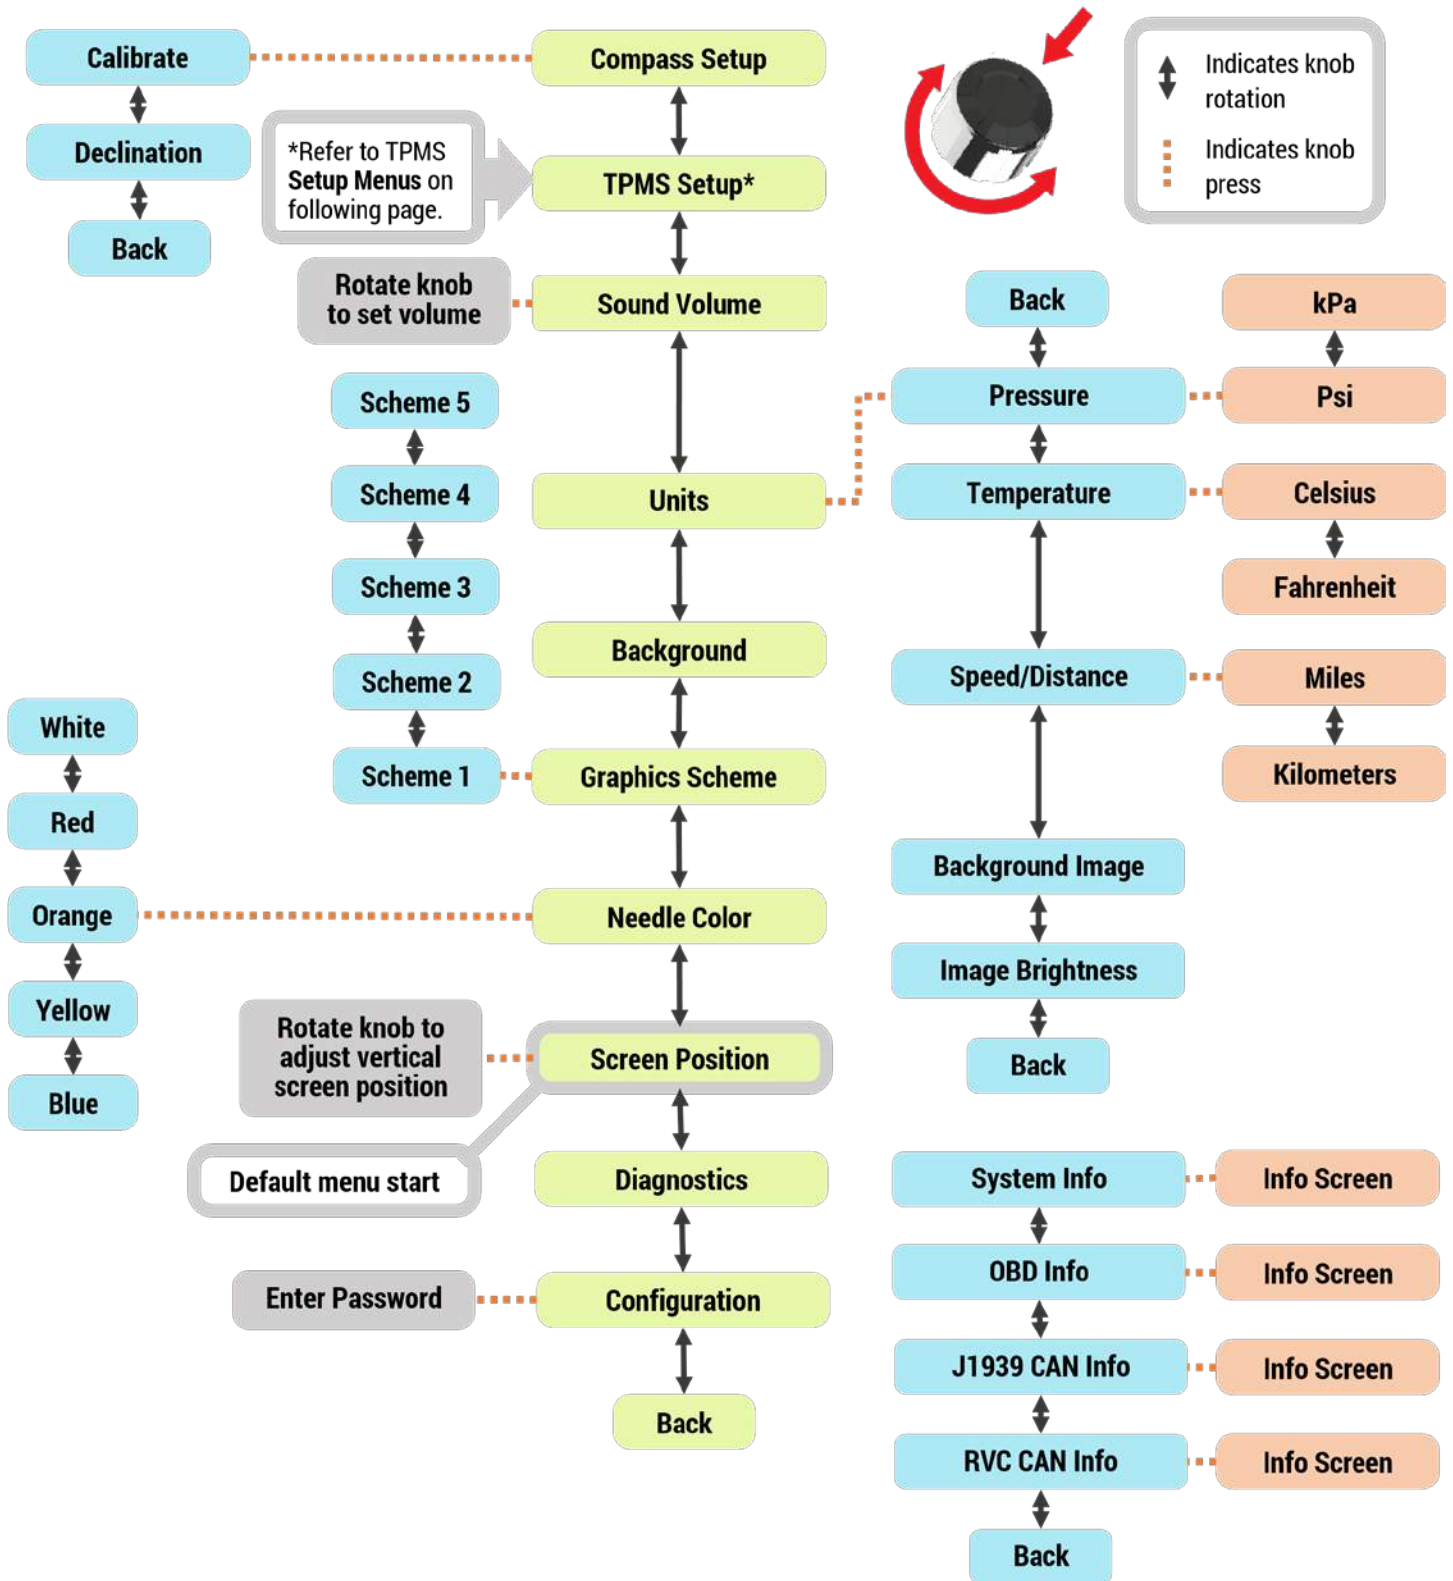 Calibrate
Declination
Back
*Refer to TPMS
Setup Menus on
following page.
Compass Setup
TPMS Setup*
Rotate knob
to set volume
Sound Volume
Units
Background
Graphics Scheme
Needle Color
Screen Position
Diagnostics
Configuration
Back
Scheme 5
Scheme 4
Scheme 3
Scheme 2
Scheme 1
White
Red
Orange
Yellow
Blue
Rotate knob to
adjust vertical
screen position
Default menu start
Enter Password
Indicates knob
rotation
Indicates knob
press
Back
Pressure
Temperature
Speed/Distance
Background Image
Image Brightness
Back
kPa
Psi
Celsius
Fahrenheit
Miles
Kilometers
System Info
Info Screen
OBD Info
Info Screen
J1939 CAN Info
Info Screen
RVC CAN Info
Info Screen
Back